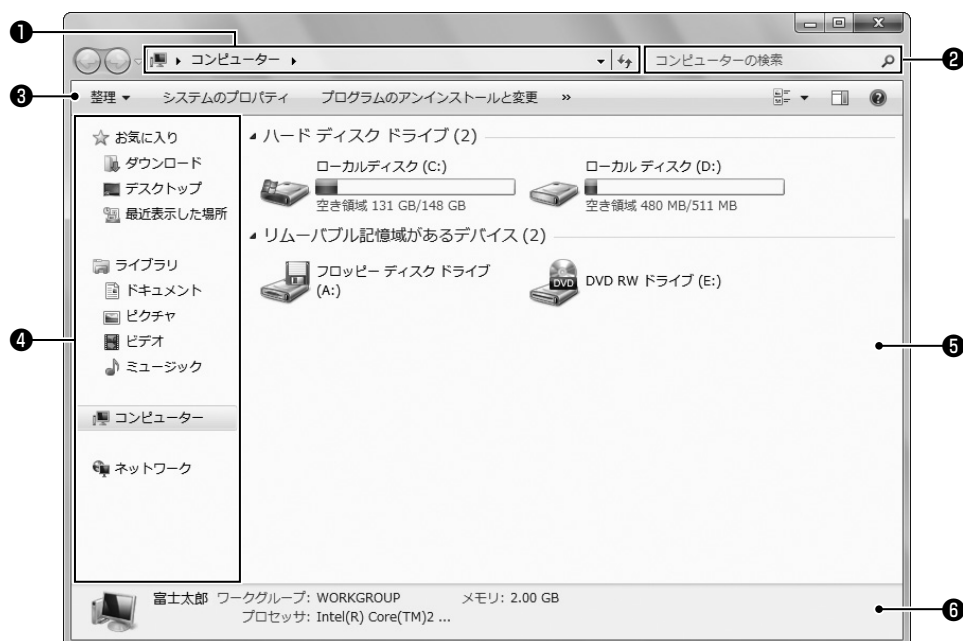 ❶
コンピューター
コンピューターの検索
❷
❸
整理 システムのプロパティ プログラムのアンインストールと変更 »
お気に入り
ダウンロード
デスクトップ
最近表示した場所
ライブラリ
ドキュメント
ピクチャ
ビデオ
ミュージック
コンピューター
ネットワーク
❹
ハード ディスク ドライブ (2)
ローカルディスク (C:)
空き領域 131 GB/148 GB
ローカル ディスク (D:)
空き領域 480 MB/511 MB
リムーバブル記憶域があるデバイス (2)
フロッピー ディスク ドライブ
(A:)
DVD
DVD RW ドライブ (E:)
❺
富士太郎 ワークグループ: WORKGROUP メモリ: 2.00 GB
プロセッサ: Intel(R) Core(TM)2 ...
❻